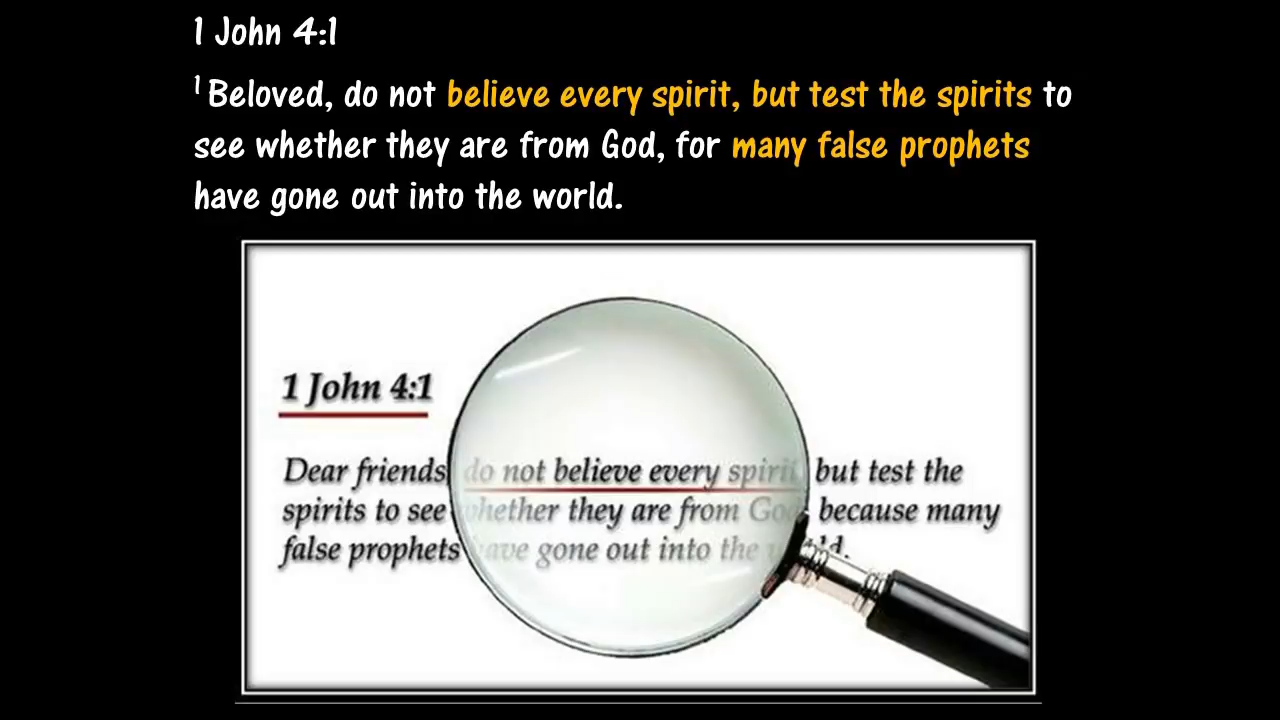 1 John 4:1
1 Beloved, do not believe every spirit, but test the spirits to
see whether they are from God, for many false prophets
have gone out into the world.
1 John 4:1
Dear friends, do not believe every spirit, but test the
spirits to see whether they are from God, because many
false prophets have gone out into the world.